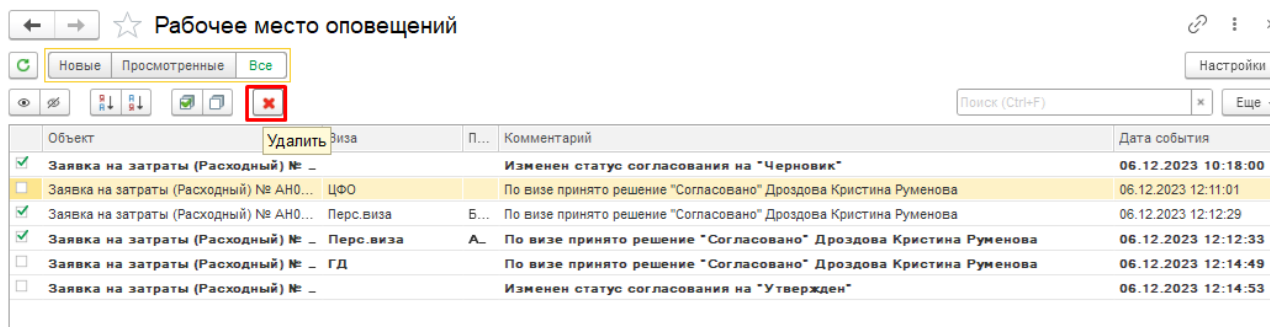 Рабочее место оповещений
Новые Просмотренные Все Настройки
Поиск (Ctrl+F) × Еще
Объект Виза П... Комментарий Дата события
Удалить
Заявка на затраты (Расходный) № ... Изменен статус согласования на "Черновик" 06.12.2023 10:18:00
Заявка на затраты (Расходный) № АН0... ЦФО По визе принято решение "Согласовано" Дроздова Кристина Руменова 06.12.2023 12:11:01
Заявка на затраты (Расходный) № АН0... Перс.виза Б... По визе принято решение "Согласовано" Дроздова Кристина Руменова 06.12.2023 12:12:29
Заявка на затраты (Расходный) № ... Перс.виза А... По визе принято решение "Согласовано" Дроздова Кристина Руменова 06.12.2023 12:12:33
Заявка на затраты (Расходный) № ... ГД По визе принято решение "Согласовано" Дроздова Кристина Руменова 06.12.2023 12:14:49
Заявка на затраты (Расходный) № ... Изменен статус согласования на "Утвержден" 06.12.2023 12:14:53